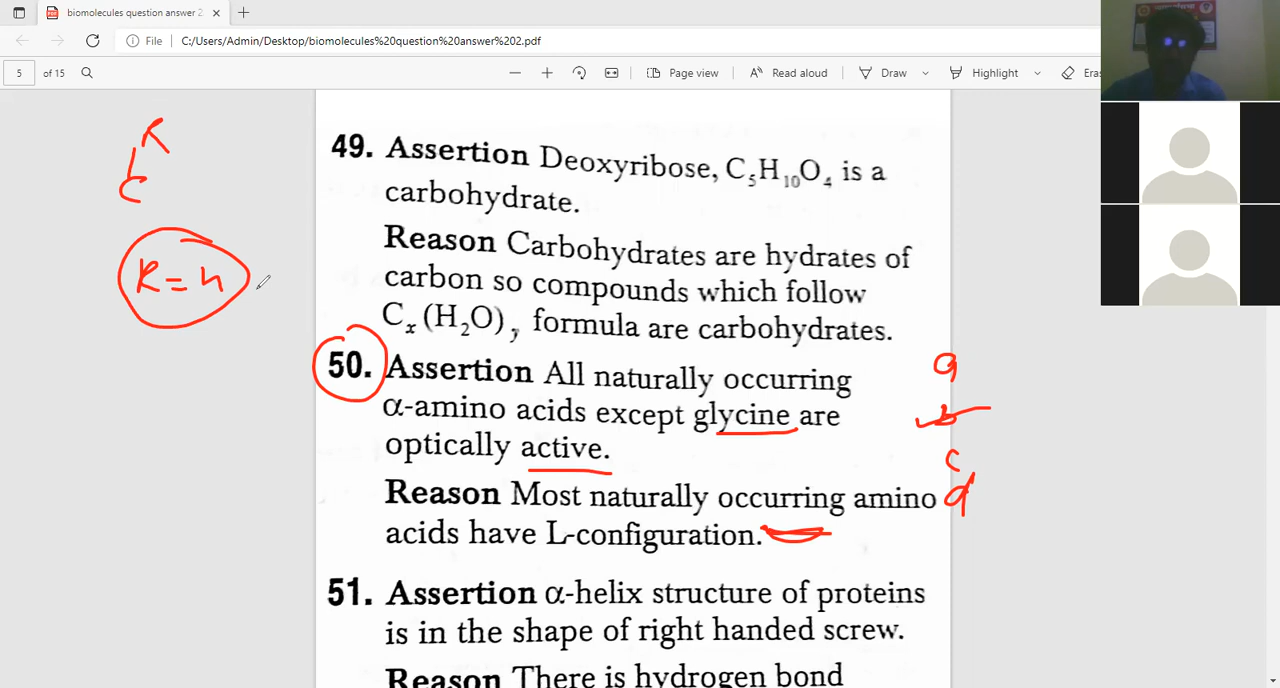 biomolecules question answer 2.
File C:/Users/Admin/Desktop/biomolecules%20question%20answer%202.pdf
5 of 15 Page view Read aloud Draw Highlight Eras
R
C
R = H
49. Assertion Deoxyribose, C₅H₁₀O₄ is a
carbohydrate.
Reason Carbohydrates are hydrates of
carbon so compounds which follow
Cₓ(H₂O)ᵧ formula are carbohydrates.
50. Assertion All naturally occurring
α-amino acids except glycine are
optically active.
Reason Most naturally occurring amino
acids have L-configuration.
a
b
c
d
51. Assertion α-helix structure of proteins
is in the shape of right handed screw.
Reason There is hydrogen bond